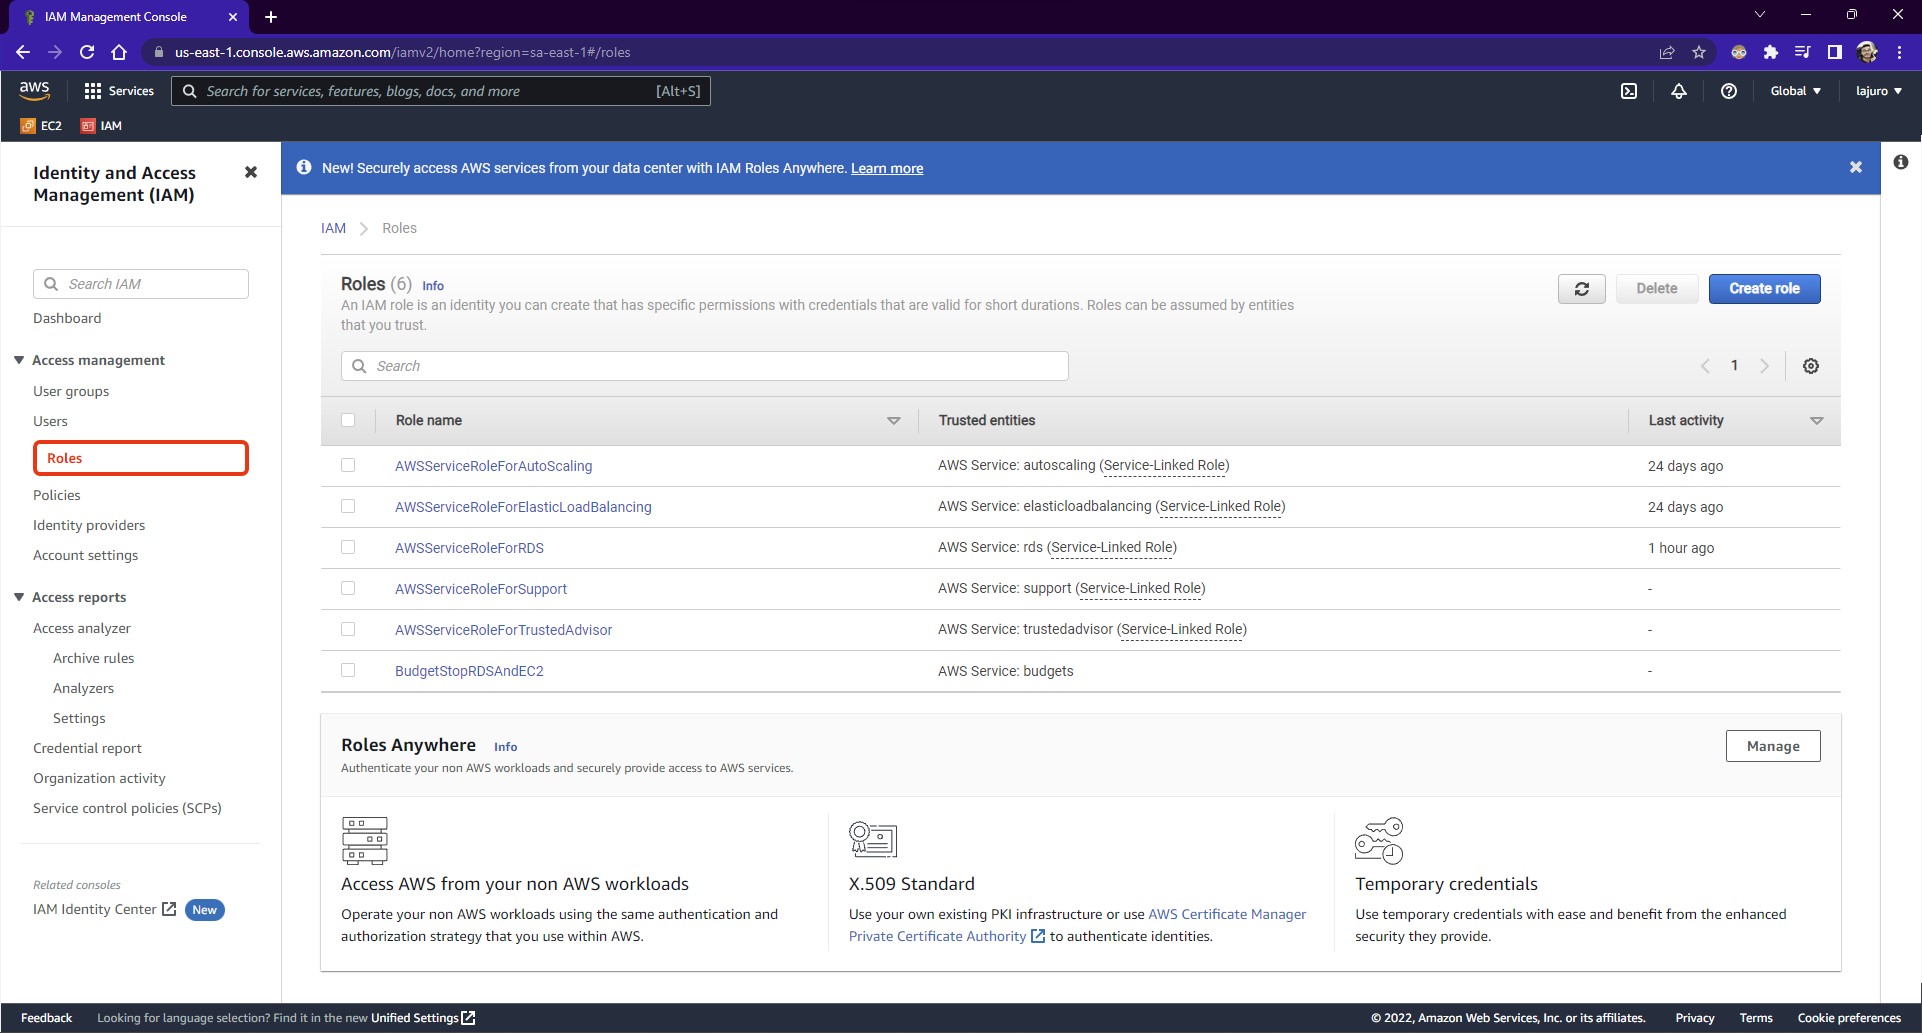 IAM Management Console
us-east-1.console.aws.amazon.com/iamv2/home?region=sa-east-1#/roles
aws
Services
Search for services, features, blogs, docs, and more
[Alt+S]
Global
lajuro
EC2
IAM
Identity and Access
Management (IAM)
Search IAM
Dashboard
Access management
User groups
Users
Roles
Policies
Identity providers
Account settings
Access reports
Access analyzer
Archive rules
Analyzers
Settings
Credential report
Organization activity
Service control policies (SCPs)
Related consoles
IAM Identity Center New
New! Securely access AWS services from your data center with IAM Roles Anywhere. Learn more
IAM
Roles
Roles (6) Info
An IAM role is an identity you can create that has specific permissions with credentials that are valid for short durations. Roles can be assumed by entities
that you trust.
Delete
Create role
Search
1
Role name Trusted entities Last activity
AWSServiceRoleForAutoScaling AWS Service: autoscaling (Service-Linked Role) 24 days ago
AWSServiceRoleForElasticLoadBalancing AWS Service: elasticloadbalancing (Service-Linked Role) 24 days ago
AWSServiceRoleForRDS AWS Service: rds (Service-Linked Role) 1 hour ago
AWSServiceRoleForSupport AWS Service: support (Service-Linked Role) -
AWSServiceRoleForTrustedAdvisor AWS Service: trustedadvisor (Service-Linked Role) -
BudgetStopRDSAndEC2 AWS Service: budgets -
Roles Anywhere Info
Authenticate your non AWS workloads and securely provide access to AWS services.
Manage
Access AWS from your non AWS workloads
Operate your non AWS workloads using the same authentication and
authorization strategy that you use within AWS.
X.509 Standard
Use your own existing PKI infrastructure or use AWS Certificate Manager
Private Certificate Authority to authenticate identities.
Temporary credentials
Use temporary credentials with ease and benefit from the enhanced
security they provide.
Feedback
Looking for language selection? Find it in the new Unified Settings
© 2022, Amazon Web Services, Inc. or its affiliates.
Privacy
Terms
Cookie preferences